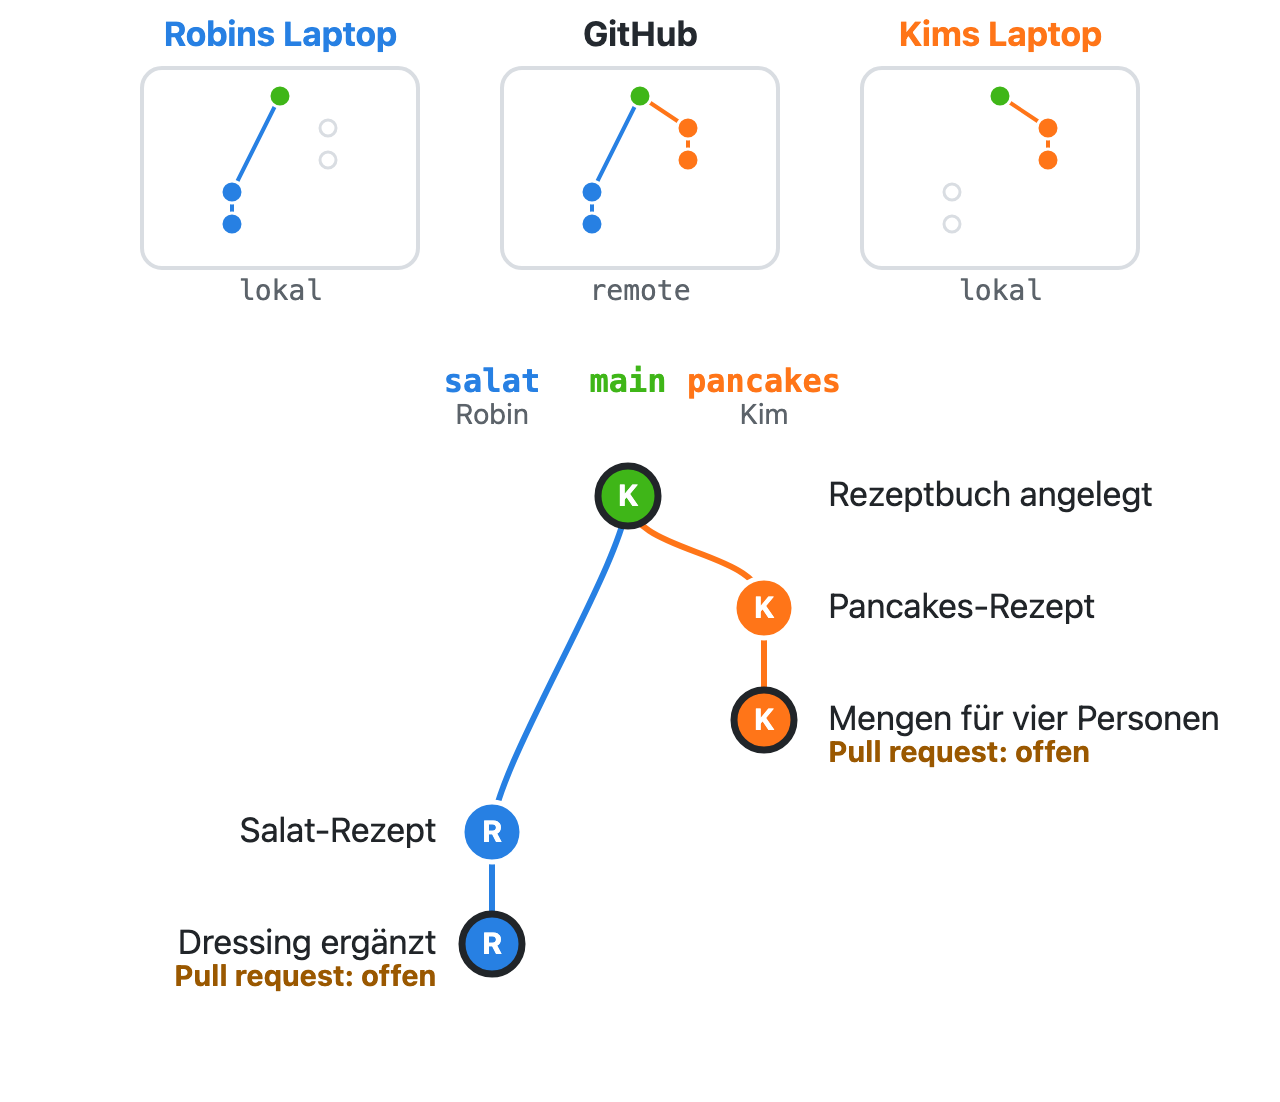 Robins Laptop
GitHub
Kims Laptop
lokal
remote
lokal
salat
main
pancakes
Robin
Kim
K
Rezeptbuch angelegt
K
Pancakes-Rezept
K
Mengen für vier Personen
Pull request: offen
Salat-Rezept
R
Dressing ergänzt
R
Pull request: offen